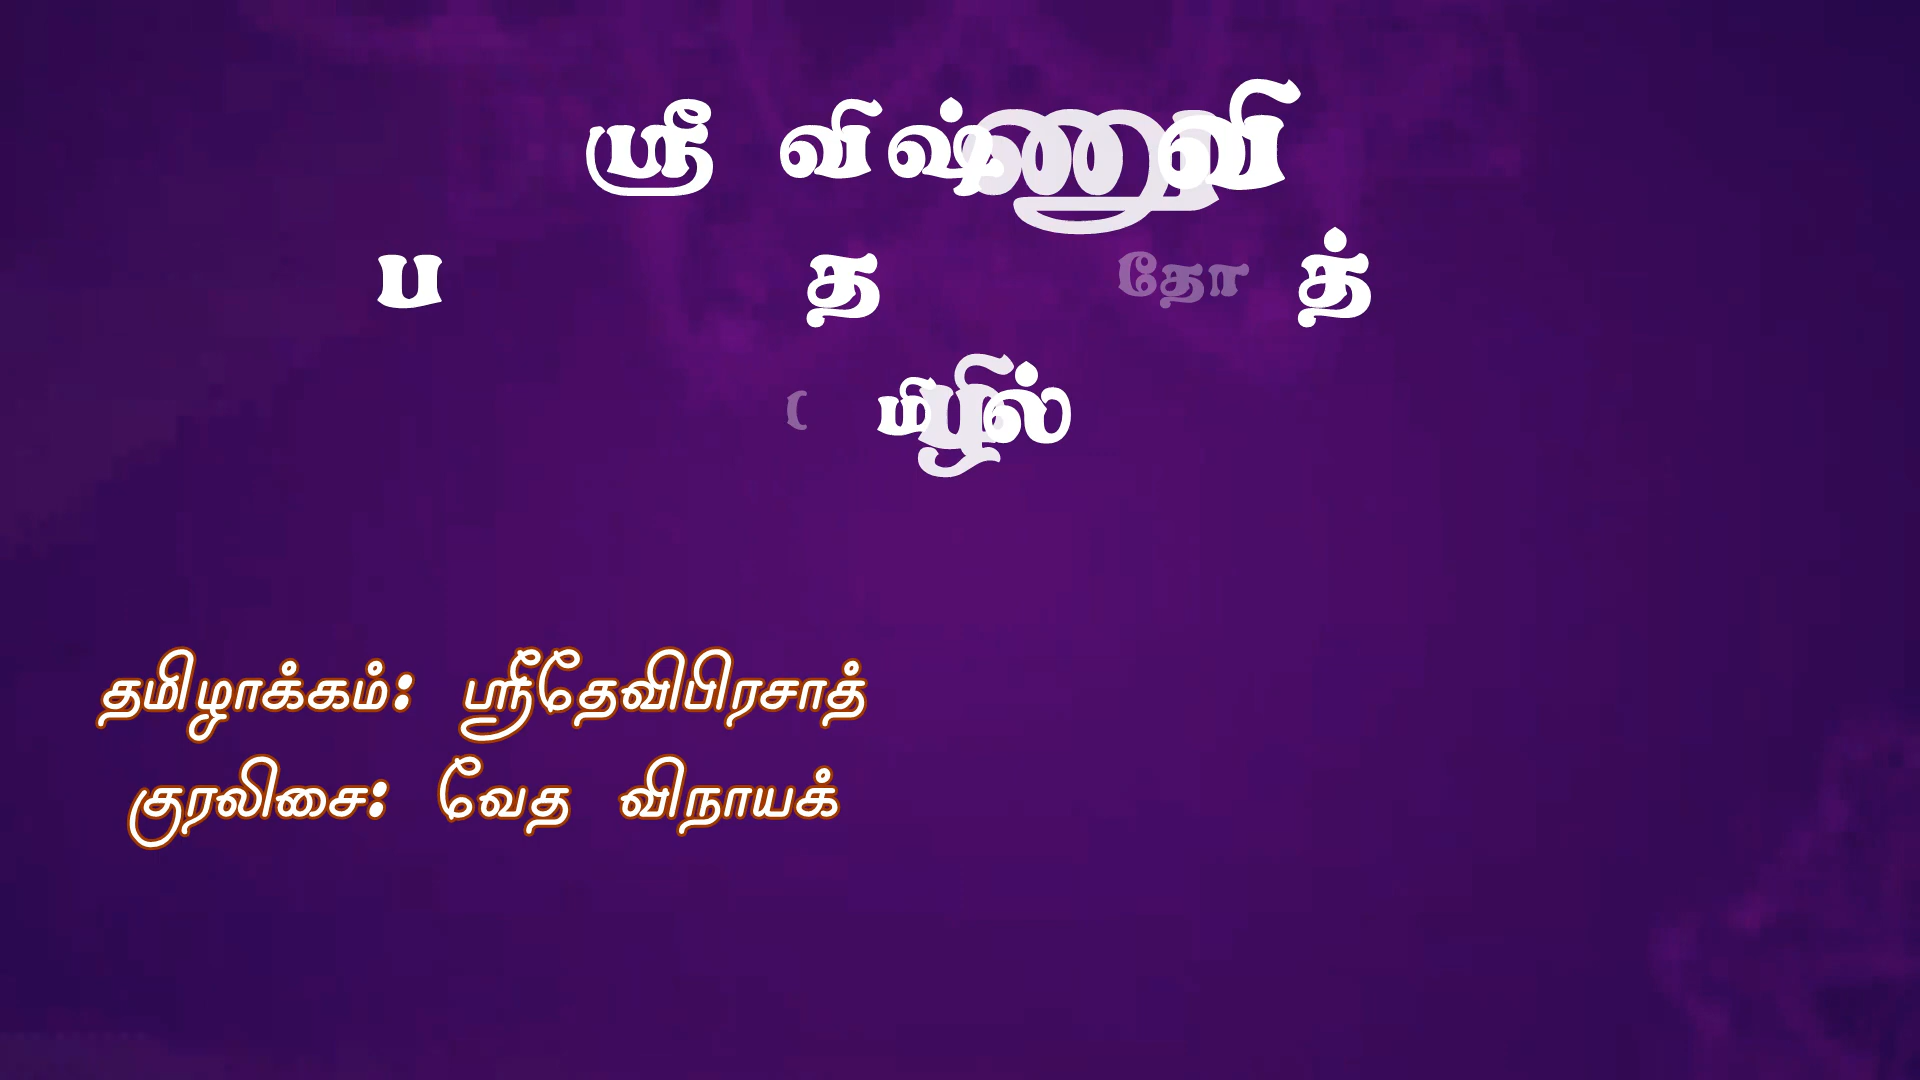 ஸ்ரீ விஷ்ணுவி
ப த தோ த்
மிழில்
தமிழாக்கம்: ஸ்ரீதேவிபிரசாத்
குரலிசை: வேத விநாயக்